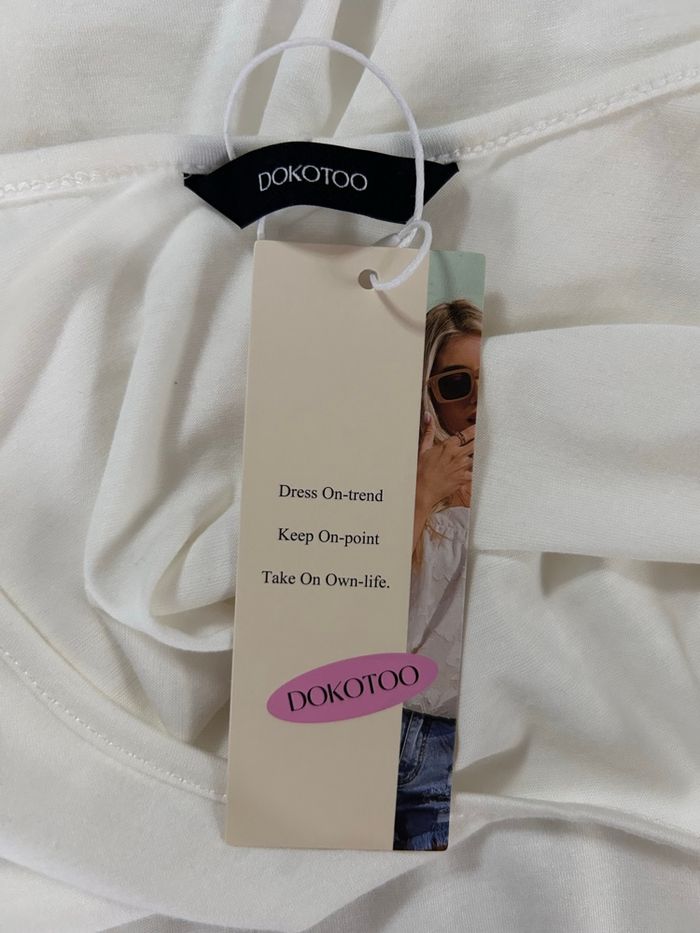 DOKOTOO
Dress On-trend
Keep On-point
Take On Own-life.
DOKOTOO